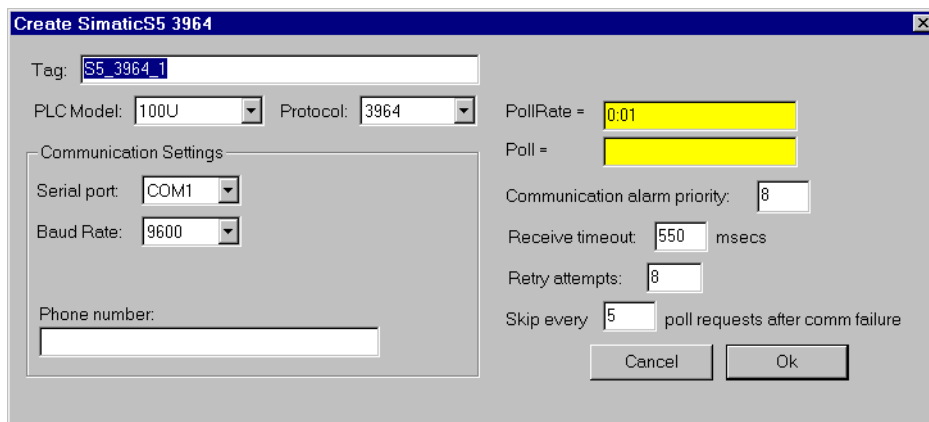 Create SimaticS5 3964
Tag: S5_3964_1
PLC Model: 100U Protocol: 3964
Communication Settings
Serial port: COM1
Baud Rate: 9600
Phone number:
PollRate = 0:01
Poll =
Communication alarm priority: 8
Receive timeout: 550 msecs
Retry attempts: 8
Skip every 5 poll requests after comm failure
Cancel Ok